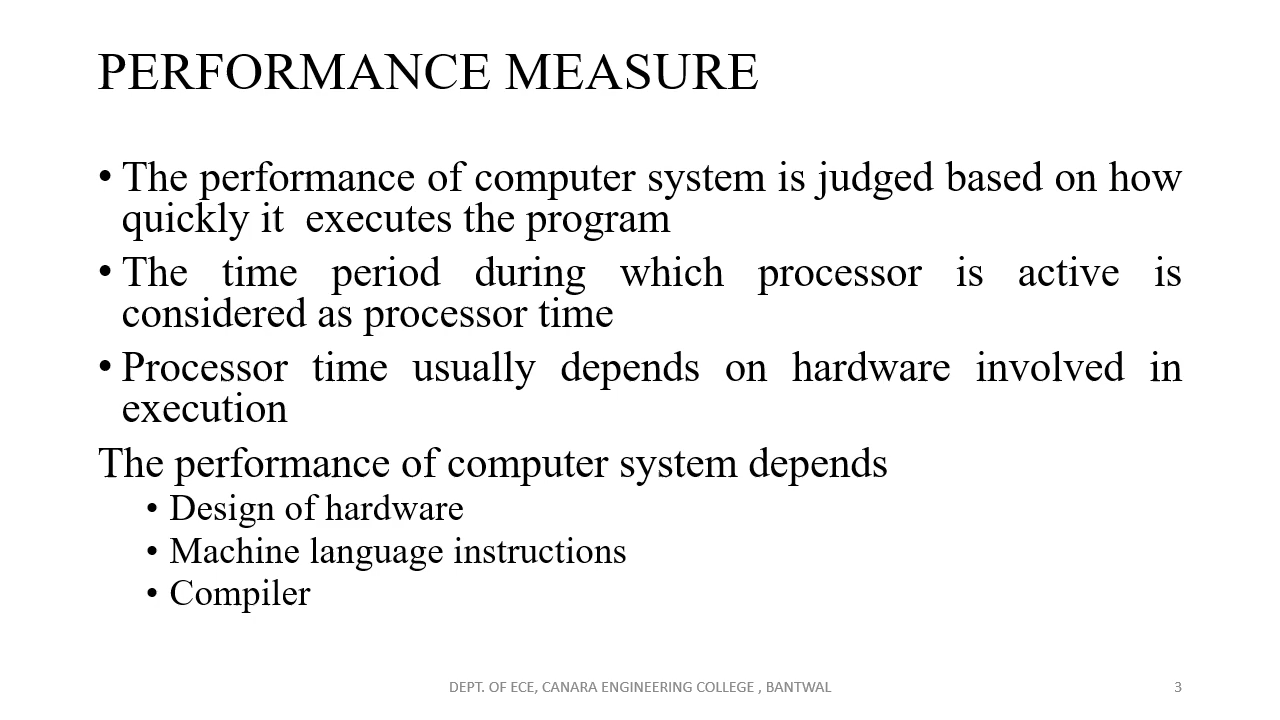 PERFORMANCE MEASURE
• The performance of computer system is judged based on how
quickly it  executes the program
• The time period during which processor is active is
considered as processor time
• Processor time usually depends on hardware involved in
execution
The performance of computer system depends
• Design of hardware
• Machine language instructions
• Compiler
DEPT. OF ECE, CANARA ENGINEERING COLLEGE , BANTWAL
3